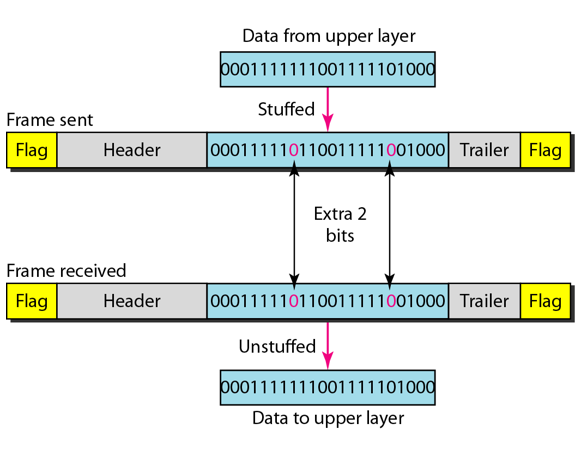 Data from upper layer
0001111111001111101000
Stuffed
Frame sent
Flag Header 000111110110011111001000 Trailer Flag
Extra 2
bits
Frame received
Flag Header 000111110110011111001000 Trailer Flag
Unstuffed
0001111111001111101000
Data to upper layer